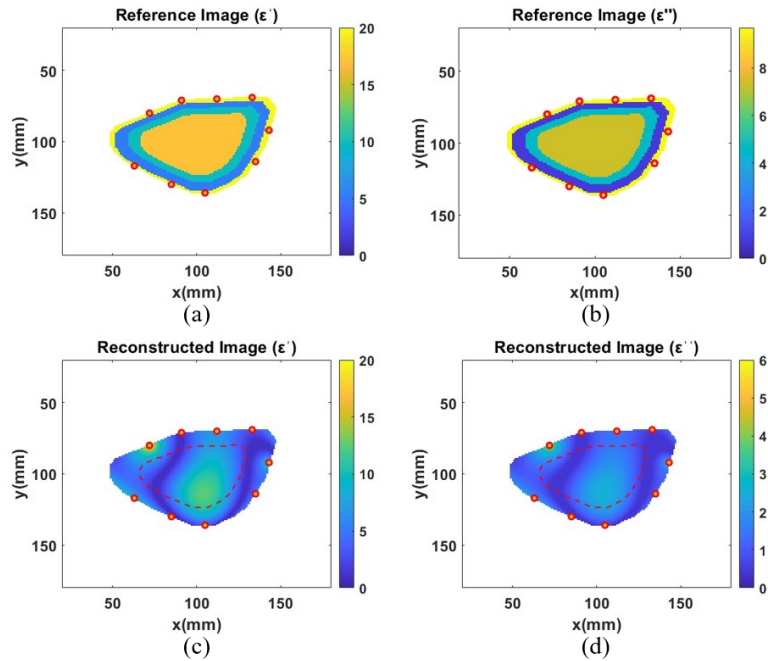 Reference Image (ε')
Reference Image (ε'')
50
100
150
y(mm)
50
100
150
x(mm)
0
5
10
15
20
(a)
50
100
150
y(mm)
50
100
150
x(mm)
0
2
4
6
8
(b)
Reconstructed Image (ε')
Reconstructed Image (ε'')
50
100
150
y(mm)
50
100
150
x(mm)
0
5
10
15
20
(c)
50
100
150
y(mm)
50
100
150
x(mm)
0
1
2
3
4
5
6
(d)